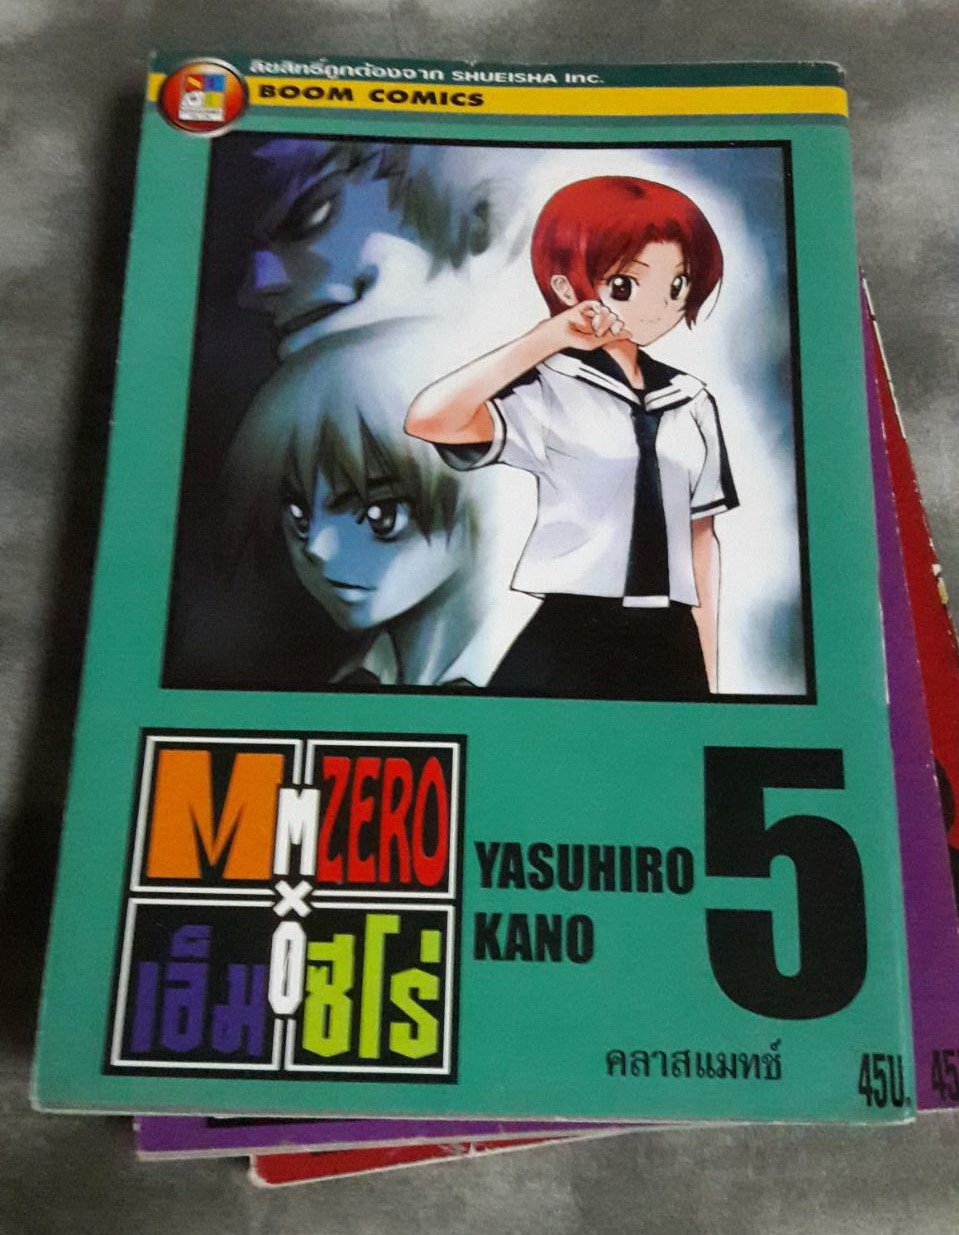 ลิขสิทธิ์ถูกต้องจาก SHUEISHA Inc.
BOOM COMICS
M
M×0
ZERO
เอ็ม
ซีโร่
YASUHIRO
KANO
5
คลาสแมทช์
45บ.
45